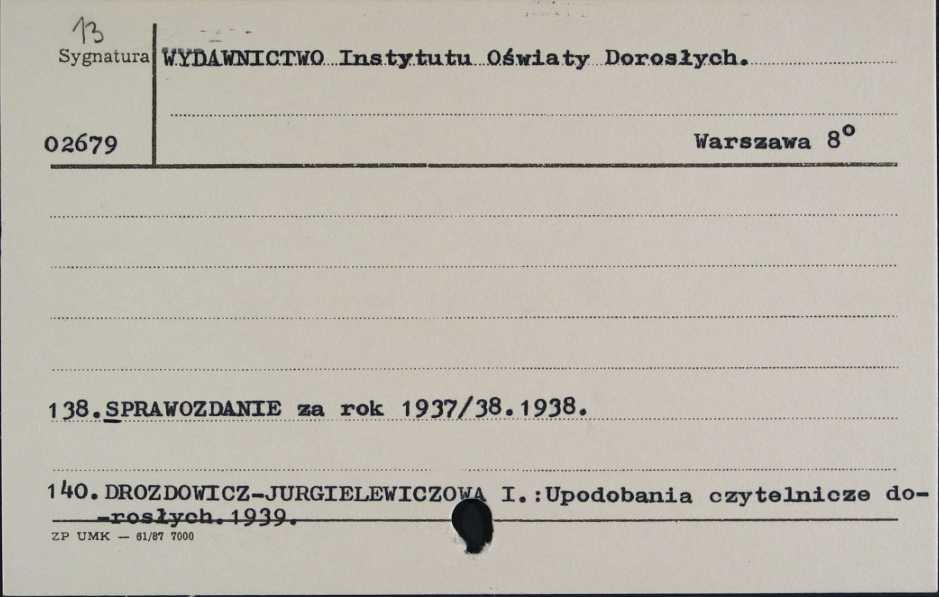 13
Sygnatura WYDAWNICTWO Instytutu Oświaty Dorosłych.
02679 Warszawa 8°
138.SPRAWOZDANIE za rok 1937/38.1938.
140.DROZDOWICZ-JURGIELEWICZOWA I.:Upodobania czytelnicze do-
-rosłych.1939.
ZP UMK — 61/87 7000